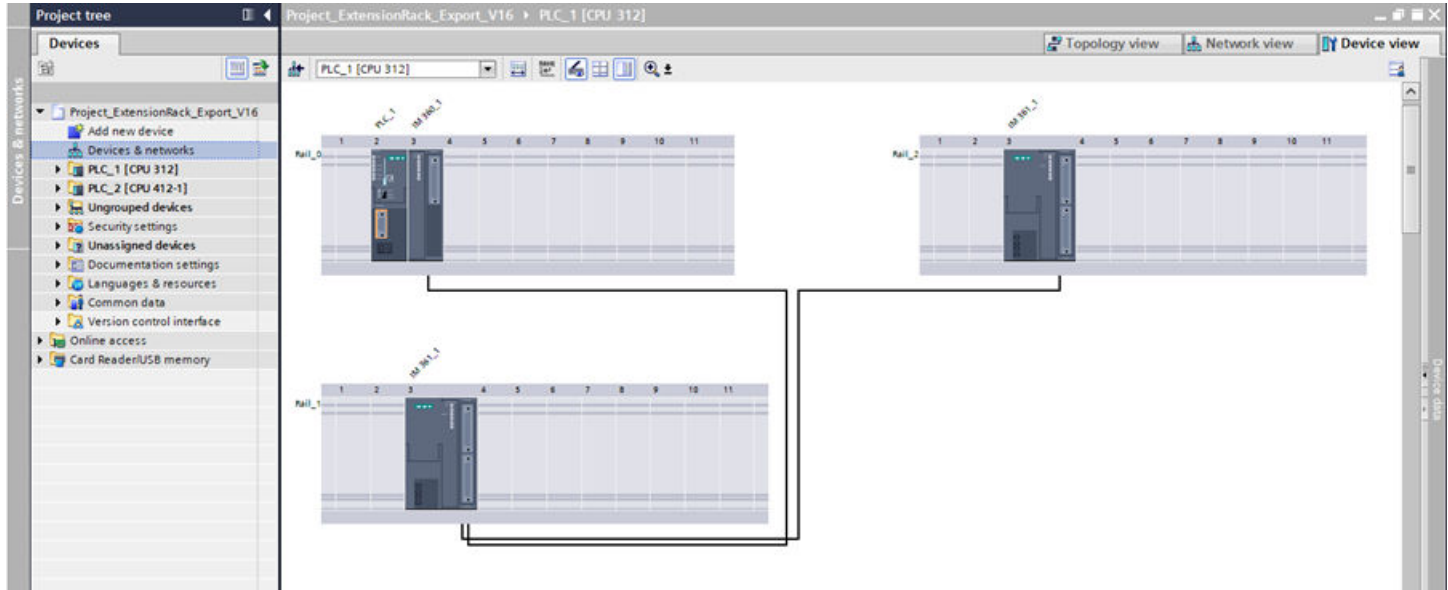 Project tree
Project_ExtensionRack_Export_V16 ▸ PLC_1 [CPU 312]
Devices
Topology view
Network view
Device view
PLC_1 [CPU 312]
Devices & networks
Project_ExtensionRack_Export_V16
Add new device
Devices & networks
PLC_1 [CPU 312]
PLC_2 [CPU 412-1]
Ungrouped devices
Security settings
Unassigned devices
Documentation settings
Languages & resources
Common data
Version control interface
Online access
Card Reader/USB memory
PLC_1
IM 360_1
1 2 3 4 5 6 7 8 9 10 11
Rail_0
IM 361_1
1 2 3 4 5 6 7 8 9 10 11
Rail_2
IM 361_1
1 2 3 4 5 6 7 8 9 10 11
Rail_1
Device data